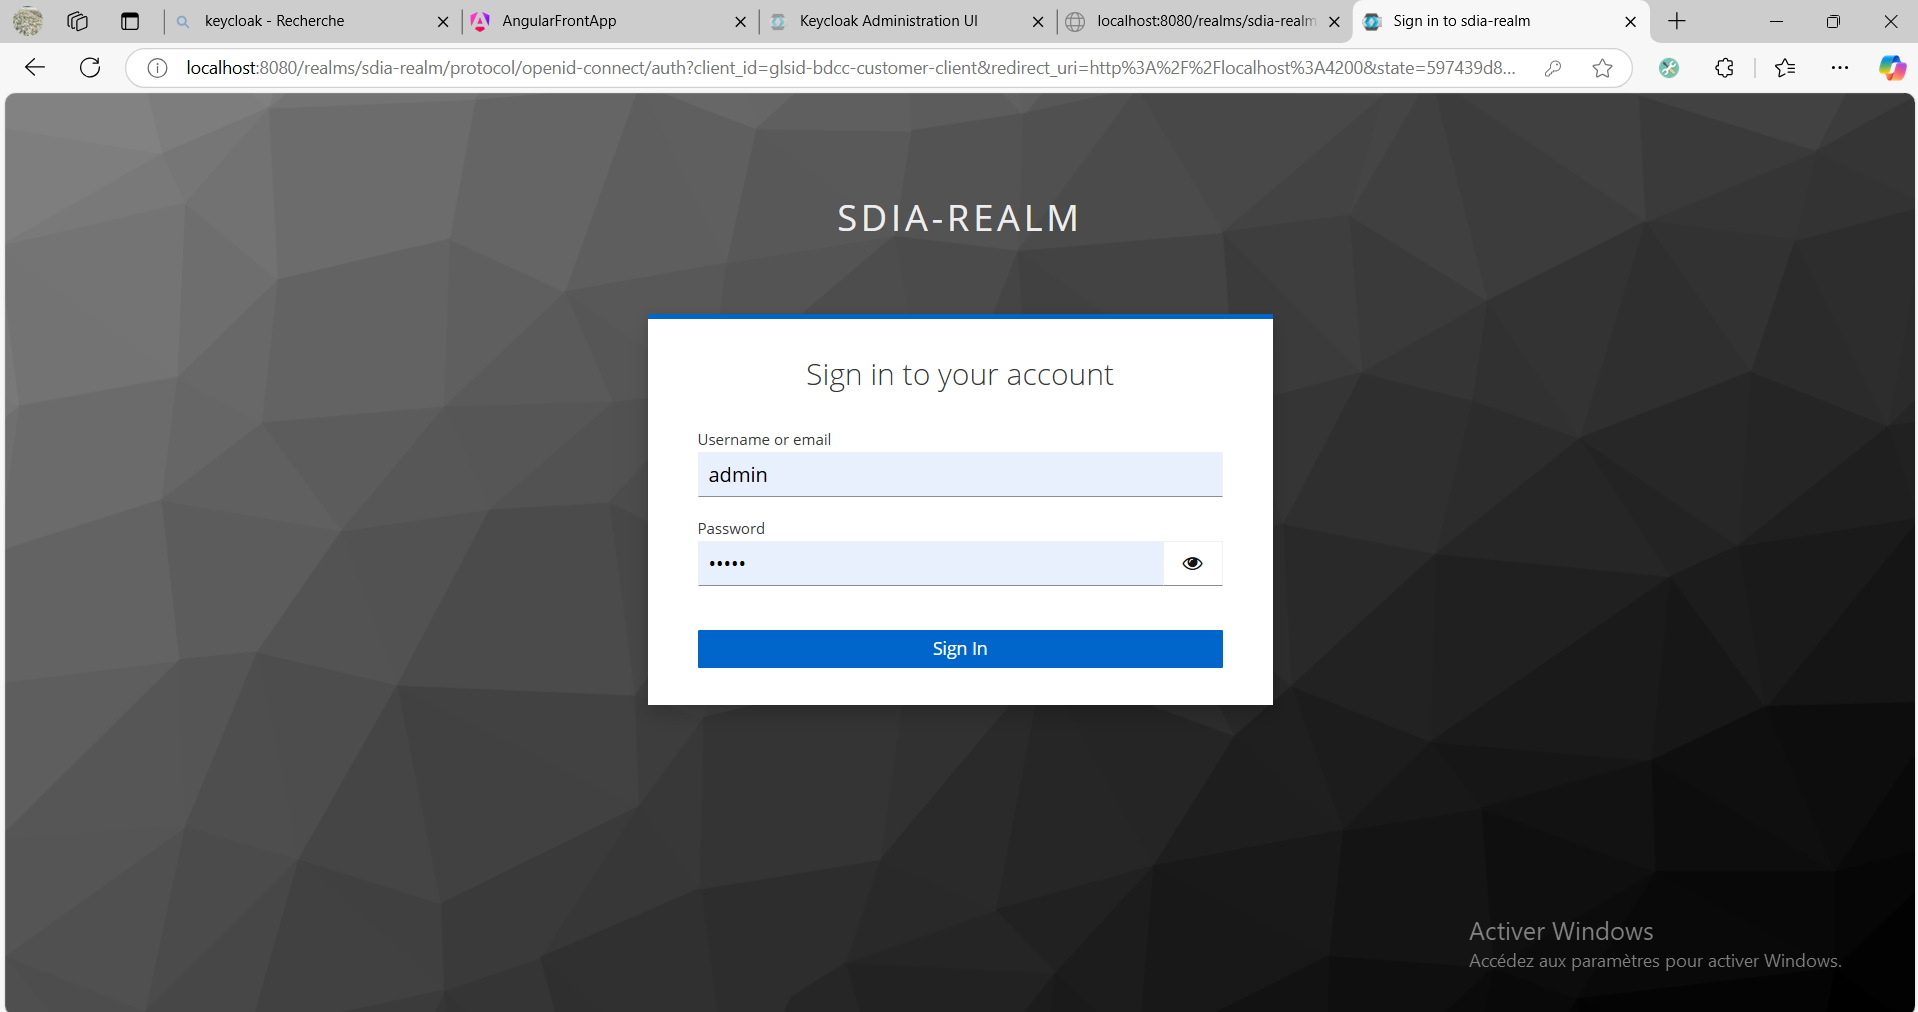 keycloak - Recherche
AngularFrontApp
Keycloak Administration UI
localhost:8080/realms/sdia-realm
Sign in to sdia-realm
localhost:8080/realms/sdia-realm/protocol/openid-connect/auth?client_id=glsid-bdcc-customer-client&redirect_uri=http%3A%2F%2Flocalhost%3A4200&state=597439d8...
SDIA-REALM
Sign in to your account
Username or email
admin
Password
•••••
Sign In
Activer Windows
Accédez aux paramètres pour activer Windows.